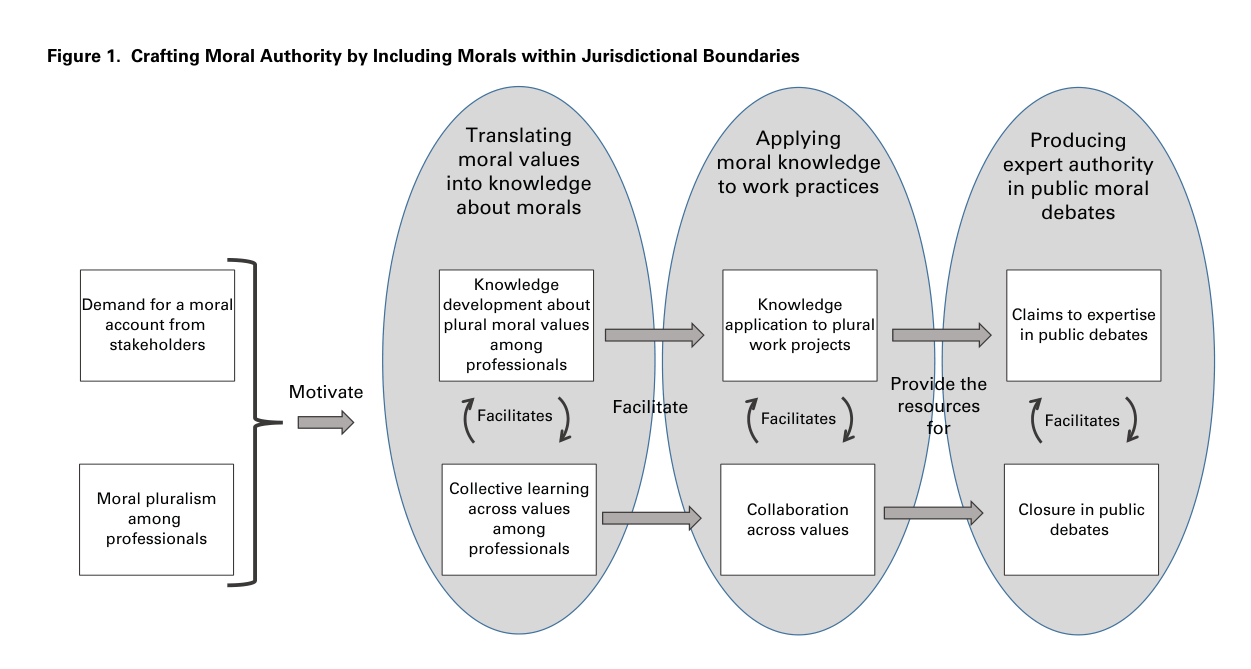 Figure 1. Crafting Moral Authority by Including Morals within Jurisdictional Boundaries
Demand for a moral
account from
stakeholders
Moral pluralism
among
professionals
Motivate
Translating
moral values
into knowledge
about morals
Knowledge
development about
plural moral values
among
professionals
Facilitates
Collective learning
across values
among
professionals
Facilitate
Applying
moral knowledge
to work practices
Knowledge
application to plural
work projects
Facilitates
Collaboration
across values
Provide the
resources
for
Producing
expert authority
in public moral
debates
Claims to expertise
in public debates
Facilitates
Closure in public
debates